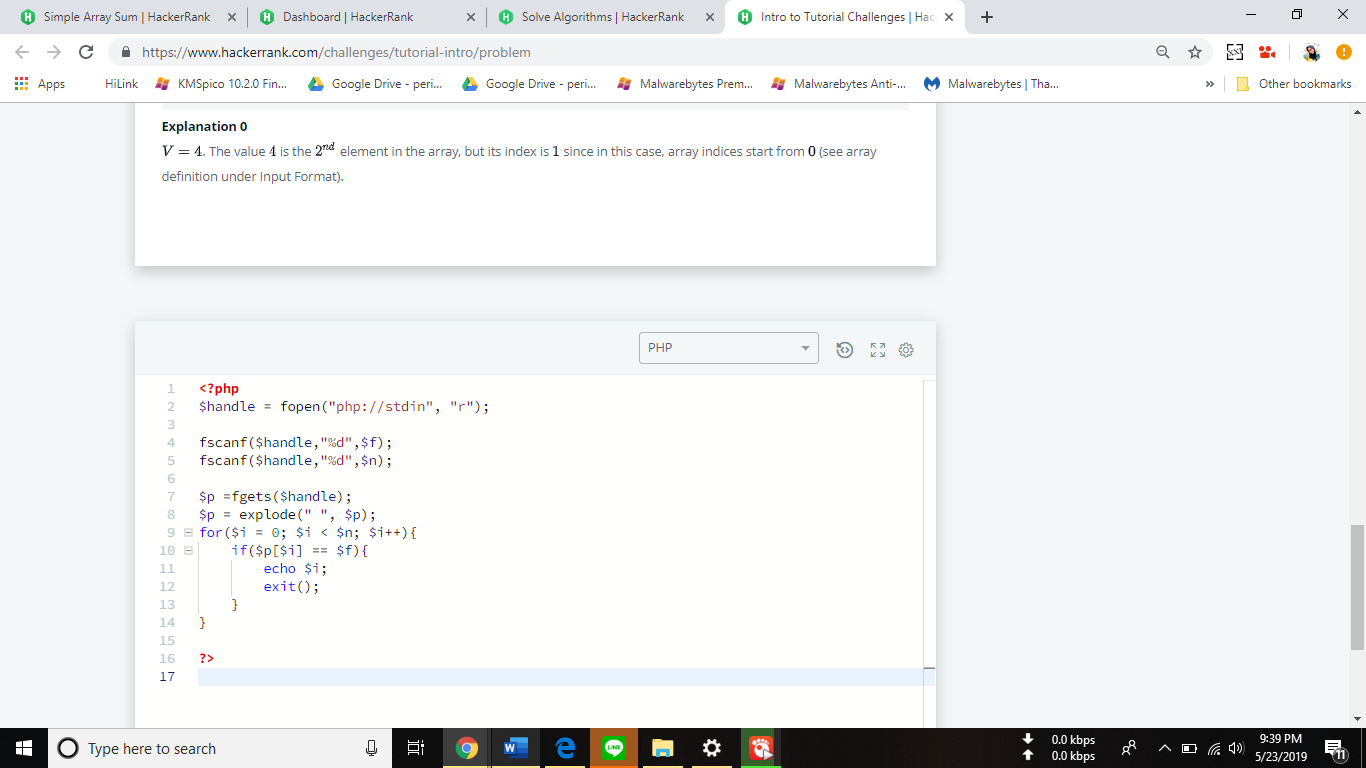 Simple Array Sum | HackerRank
Dashboard | HackerRank
Solve Algorithms | HackerRank
Intro to Tutorial Challenges | Hac
https://www.hackerrank.com/challenges/tutorial-intro/problem
Apps HiLink KMSpico 10.2.0 Fin... Google Drive - peri... Google Drive - peri... Malwarebytes Prem... Malwarebytes Anti-... Malwarebytes | Tha... » Other bookmarks
Explanation 0
V = 4. The value 4 is the 2nd element in the array, but its index is 1 since in this case, array indices start from 0 (see array
definition under Input Format).
PHP
1 <?php
2 $handle = fopen("php://stdin", "r");
3
4 fscanf($handle,"%d",$f);
5 fscanf($handle,"%d",$n);
6
7 $p =fgets($handle);
8 $p = explode(" ", $p);
9 for($i = 0; $i < $n; $i++){
10 if($p[$i] == $f){
11 echo $i;
12 exit();
13 }
14 }
15
16 ?>
17
Type here to search
0.0 kbps
0.0 kbps
9:39 PM
5/23/2019
11